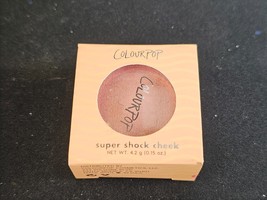 COLOURPOP
COLOURPOP
super shock cheek
NET WT. 4.2 g (0.15 oz)